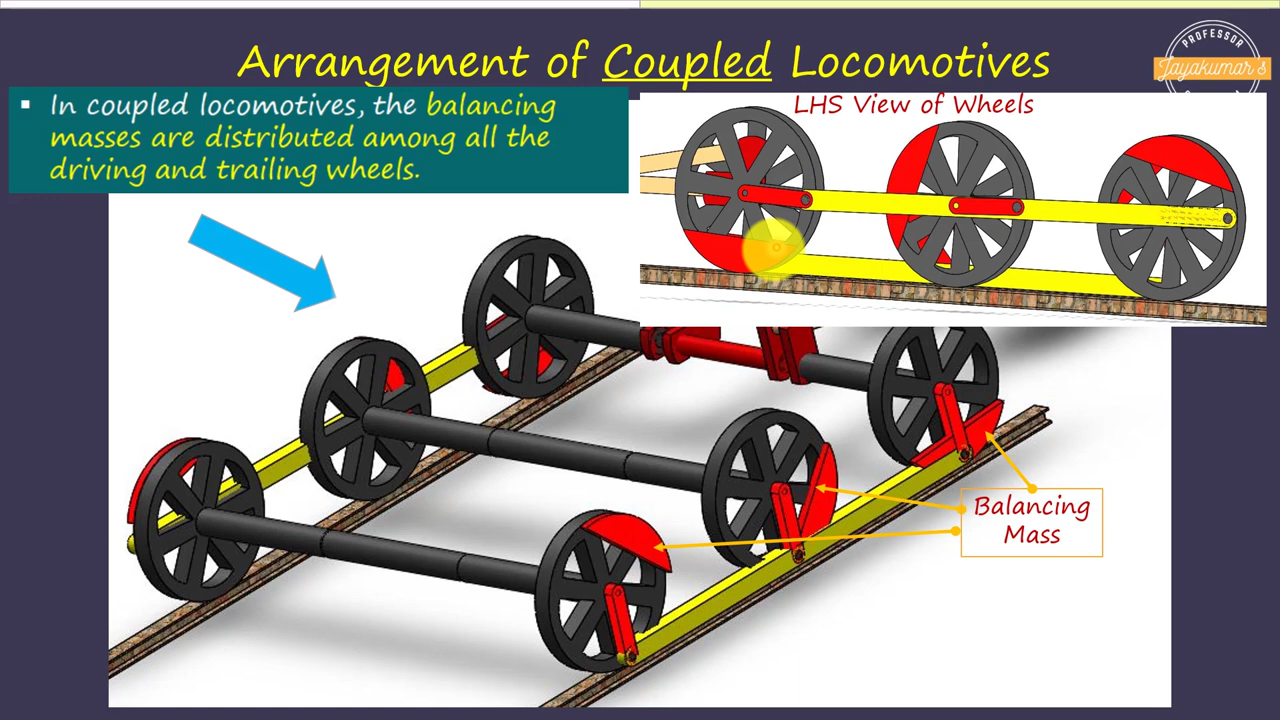 Arrangement of Coupled Locomotives
PROFESSOR
Jayakumar's
▪ In coupled locomotives, the balancing
masses are distributed among all the
driving and trailing wheels.
LHS View of Wheels
Balancing
Mass